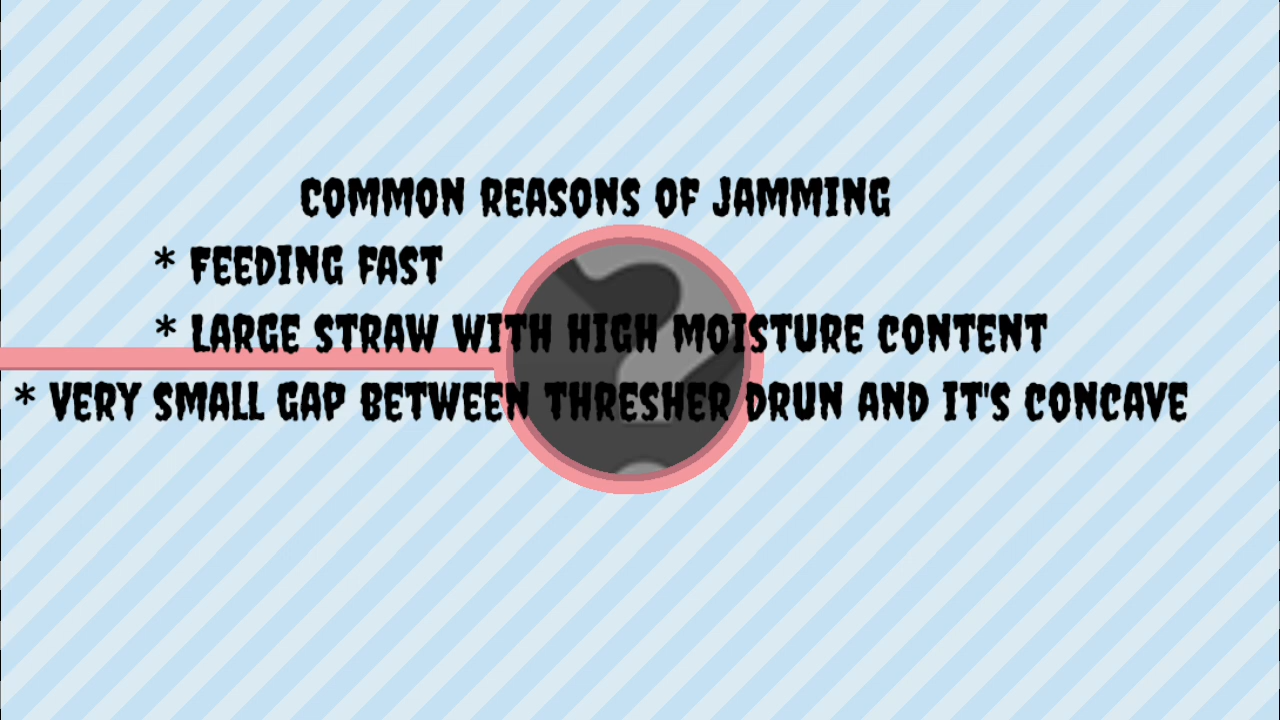 COMMON REASONS OF JAMMING
* FEEDING FAST
* LARGE STRAW WITH HIGH MOISTURE CONTENT
* VERY SMALL GAP BETWEEN THRESHER DRUN AND IT'S CONCAVE